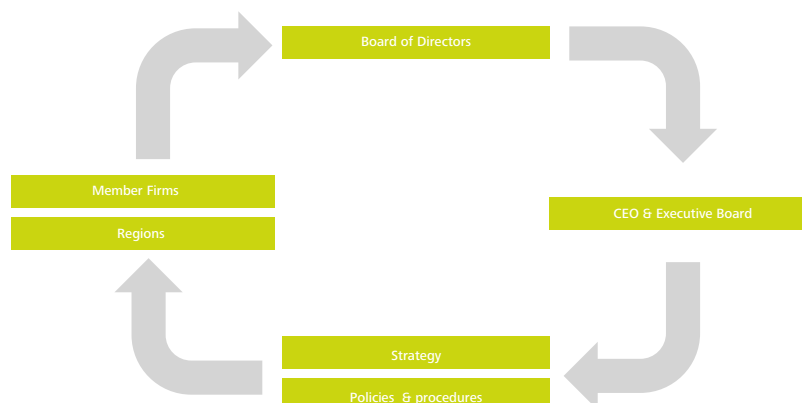 Board of Directors
Member Firms
Regions
CEO & Executive Board
Strategy
Policies & procedures